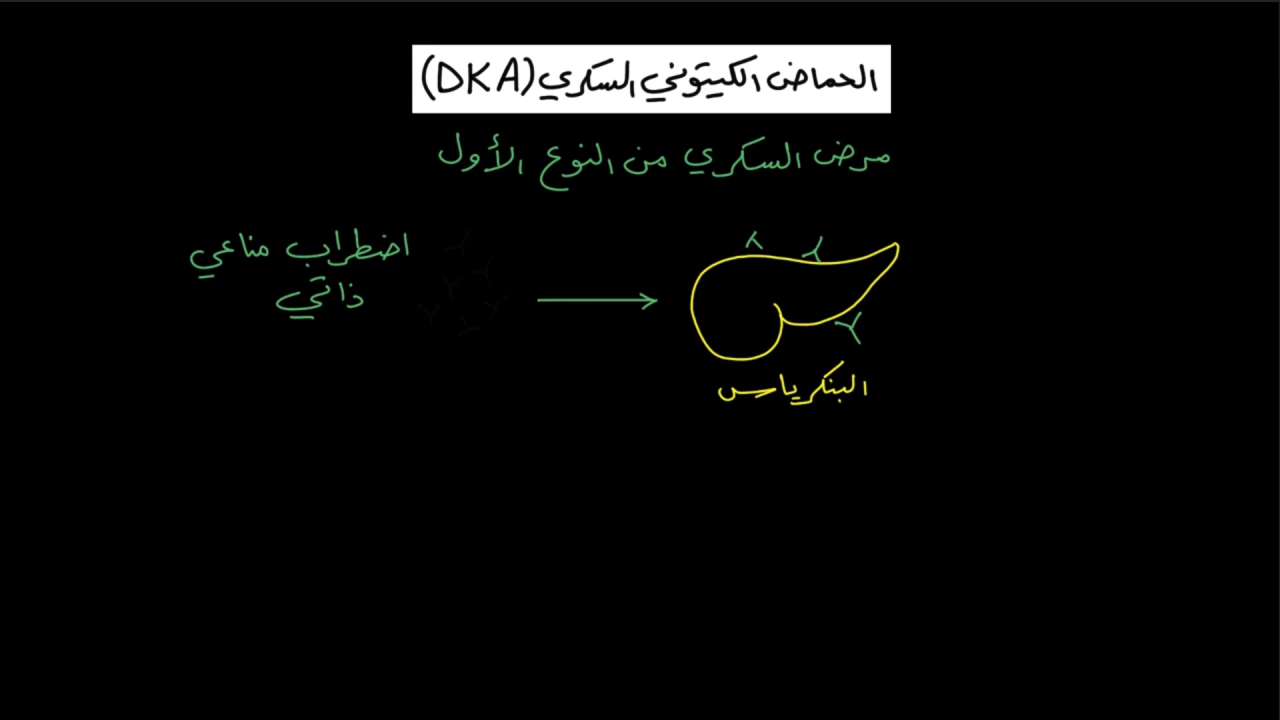 الحماض الكيتوني السكري (DKA)
مرض السكري من النوع الأول
اضطراب مناعي
ذاتي
البنكرياس